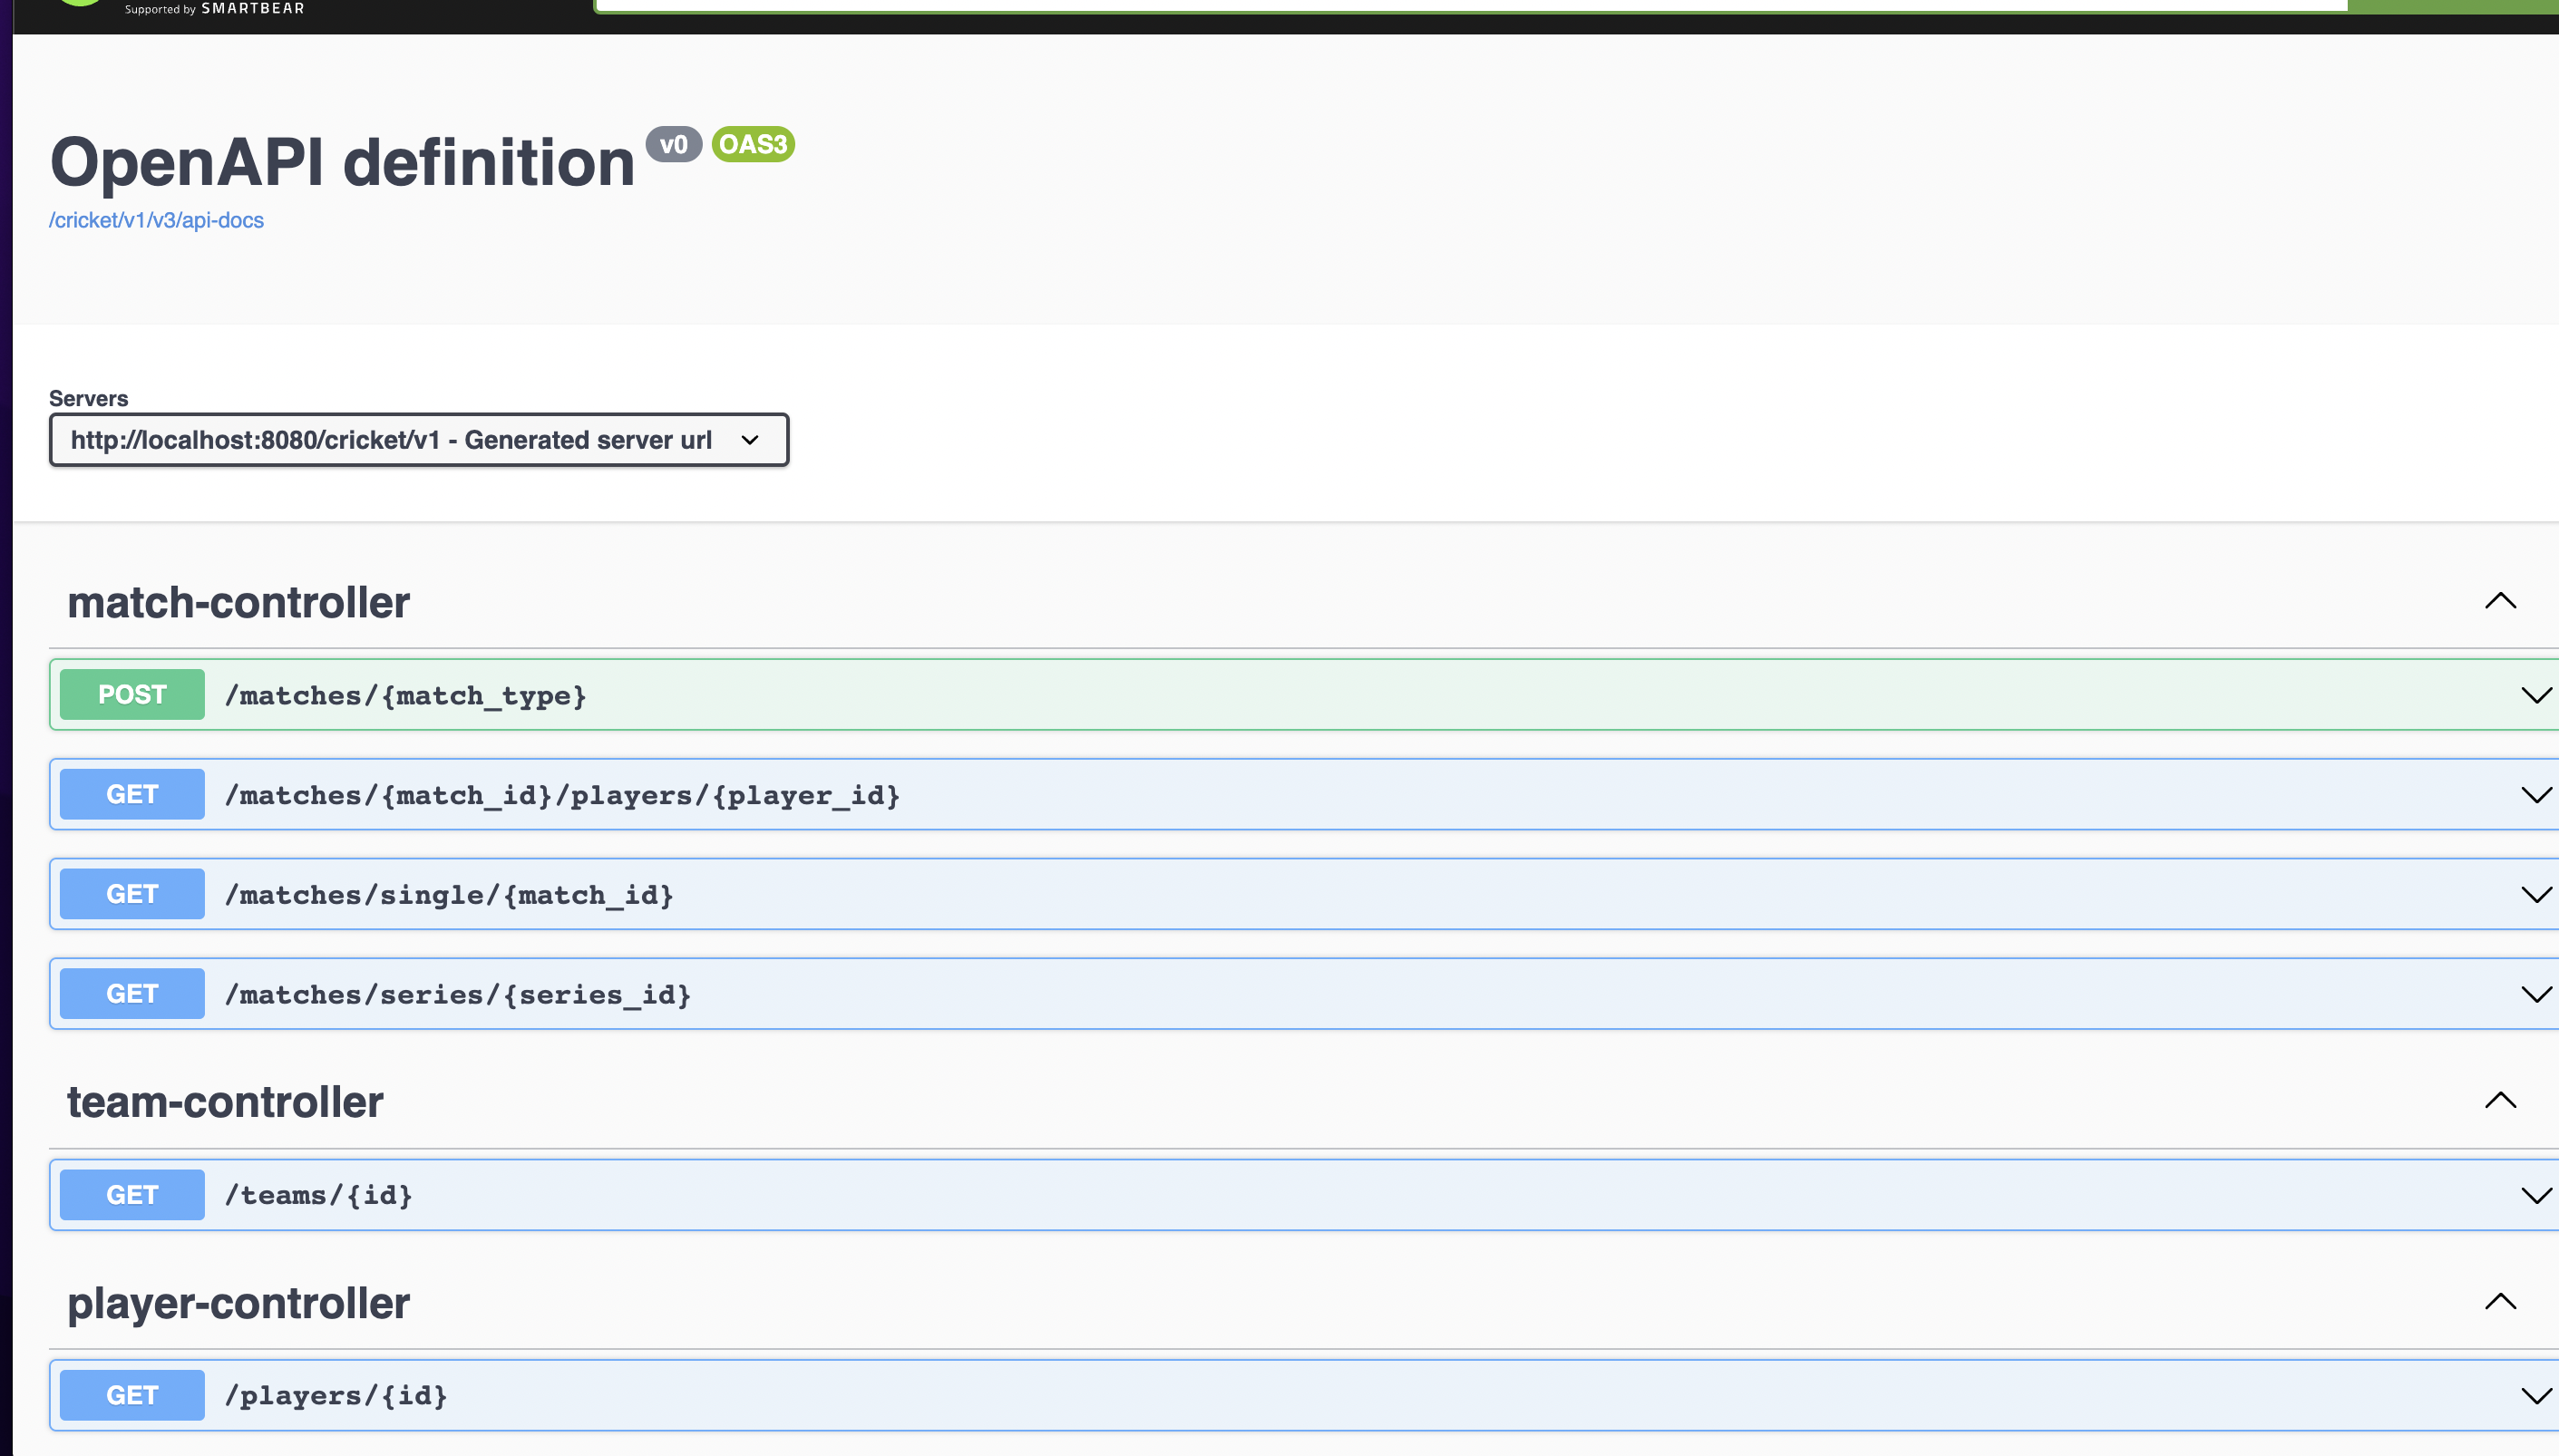 Supported by SMARTBEAR
OpenAPI definition v0 OAS3
/cricket/v1/v3/api-docs
Servers
http://localhost:8080/cricket/v1 - Generated server url
match-controller
POST /matches/{match_type}
GET /matches/{match_id}/players/{player_id}
GET /matches/single/{match_id}
GET /matches/series/{series_id}
team-controller
GET /teams/{id}
player-controller
GET /players/{id}